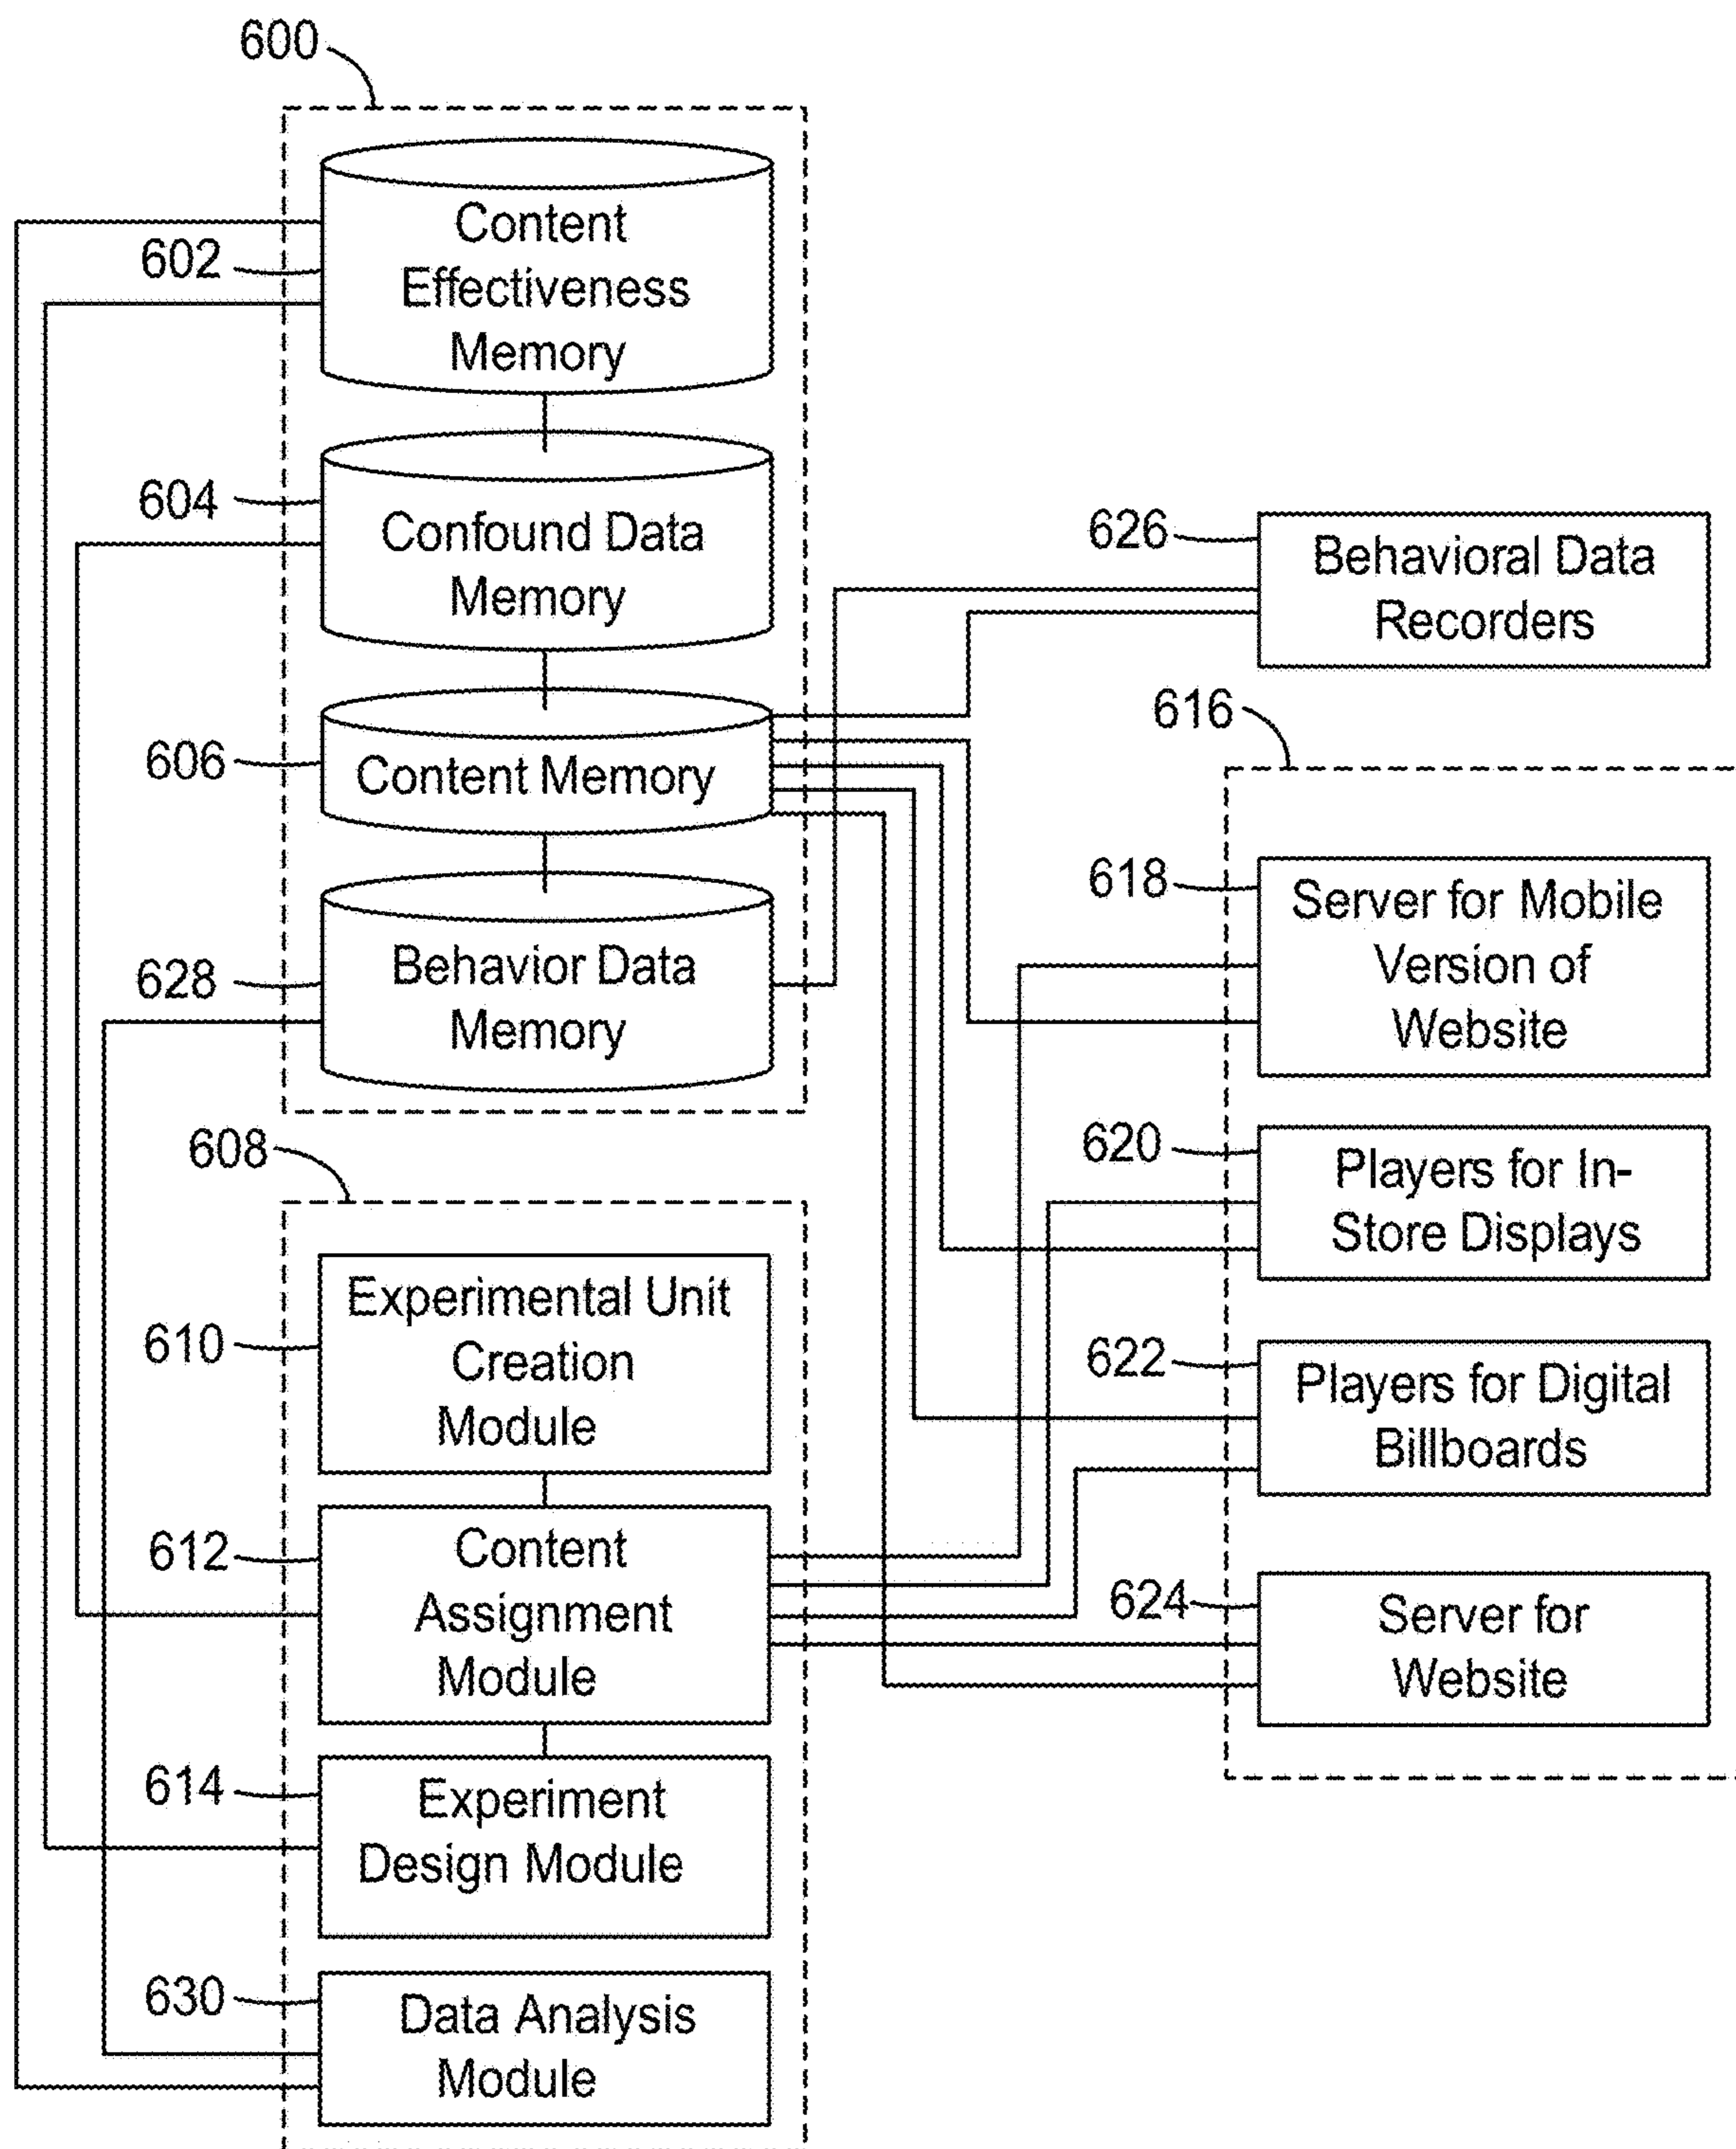 600
602
Content
Effectiveness
Memory
604
Confound Data
Memory
606
Content Memory
628
Behavior Data
Memory
626
Behavioral Data
Recorders
616
618
Server for Mobile
Version of
Website
620
Players for In-
Store Displays
622
Players for Digital
Billboards
624
Server for
Website
608
610
Experimental Unit
Creation
Module
612
Content
Assignment
Module
614
Experiment
Design Module
630
Data Analysis
Module